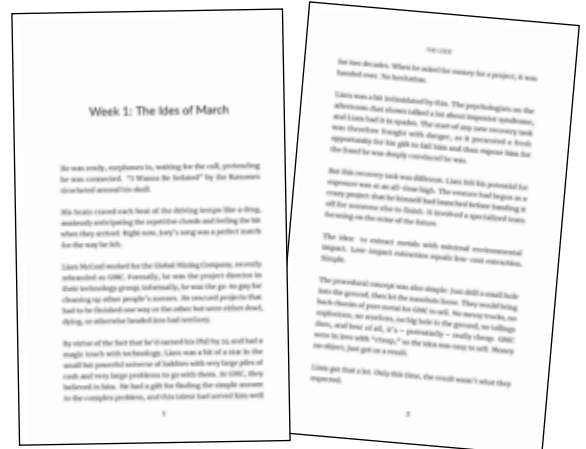 Week 1: The Ides of March
He was ready, earphones in, waiting for the call, pretending
he was connected. "I Wanna Be Sedated" by the Ramones
ricocheted around his skull.
His brain craved each beat of the driving tempo like a drug,
anxiously anticipating the repetitive chords and feeling the hit
when they arrived. Right now, Joey's song was a perfect match
for the way he felt.
Liam McCool worked for the Global Mining Company, recently
rebranded as GMC. Formally, he was the project director in
their technology group, informally, he was the go-to guy for
cleaning up other people's messes. He rescued projects that
had to be finished one way or the other but were either dead,
dying, or otherwise headed into bad territory.
By virtue of the fact that he'd earned his PhD by 25 and had a
magic touch with technology, Liam was a bit of a star in the
small but powerful universe of nerddom with very large piles of
cash and very large problems to go with them. At GMC, they
believed in him. He had a gift for finding the simple answer
to the complex problem, and this talent had served him well
1
THE CODE
for two decades. When he asked for money for a project, it was
handed over. No hesitation.
Liam was a bit intimidated by this. The psychologists on the
afternoon chat shows talked a lot about impostor syndrome,
and Liam had it in spades. The start of any new recovery task
was therefore fraught with danger, as it presented a fresh
opportunity for his gift to fail him and thus expose him for
the fraud he was deeply convinced he was.
But this recovery task was different. Liam felt his potential for
exposure was at an all-time high. The venture had begun as a
crazy project that he himself had launched before handing it
off for someone else to finish. It involved a specialized team
focusing on the mine of the future.
The idea: to extract metals with minimal environmental
impact. Low-impact extraction equals low-cost extraction.
Simple.
The procedural concept was also simple: Just drill a small hole
into the ground, then let the nanobots loose. They would bring
back chunks of pure metal for GMC to sell. No messy trucks, no
explosions, no smelters, no big hole in the ground, no tailings
dam, and best of all, it's – potentially – really cheap. GMC
were in love with "cheap," so the idea was easy to sell. Money
no object, just get us a result.
Liam got that a lot. Only this time, the result wasn't what they
expected.
2